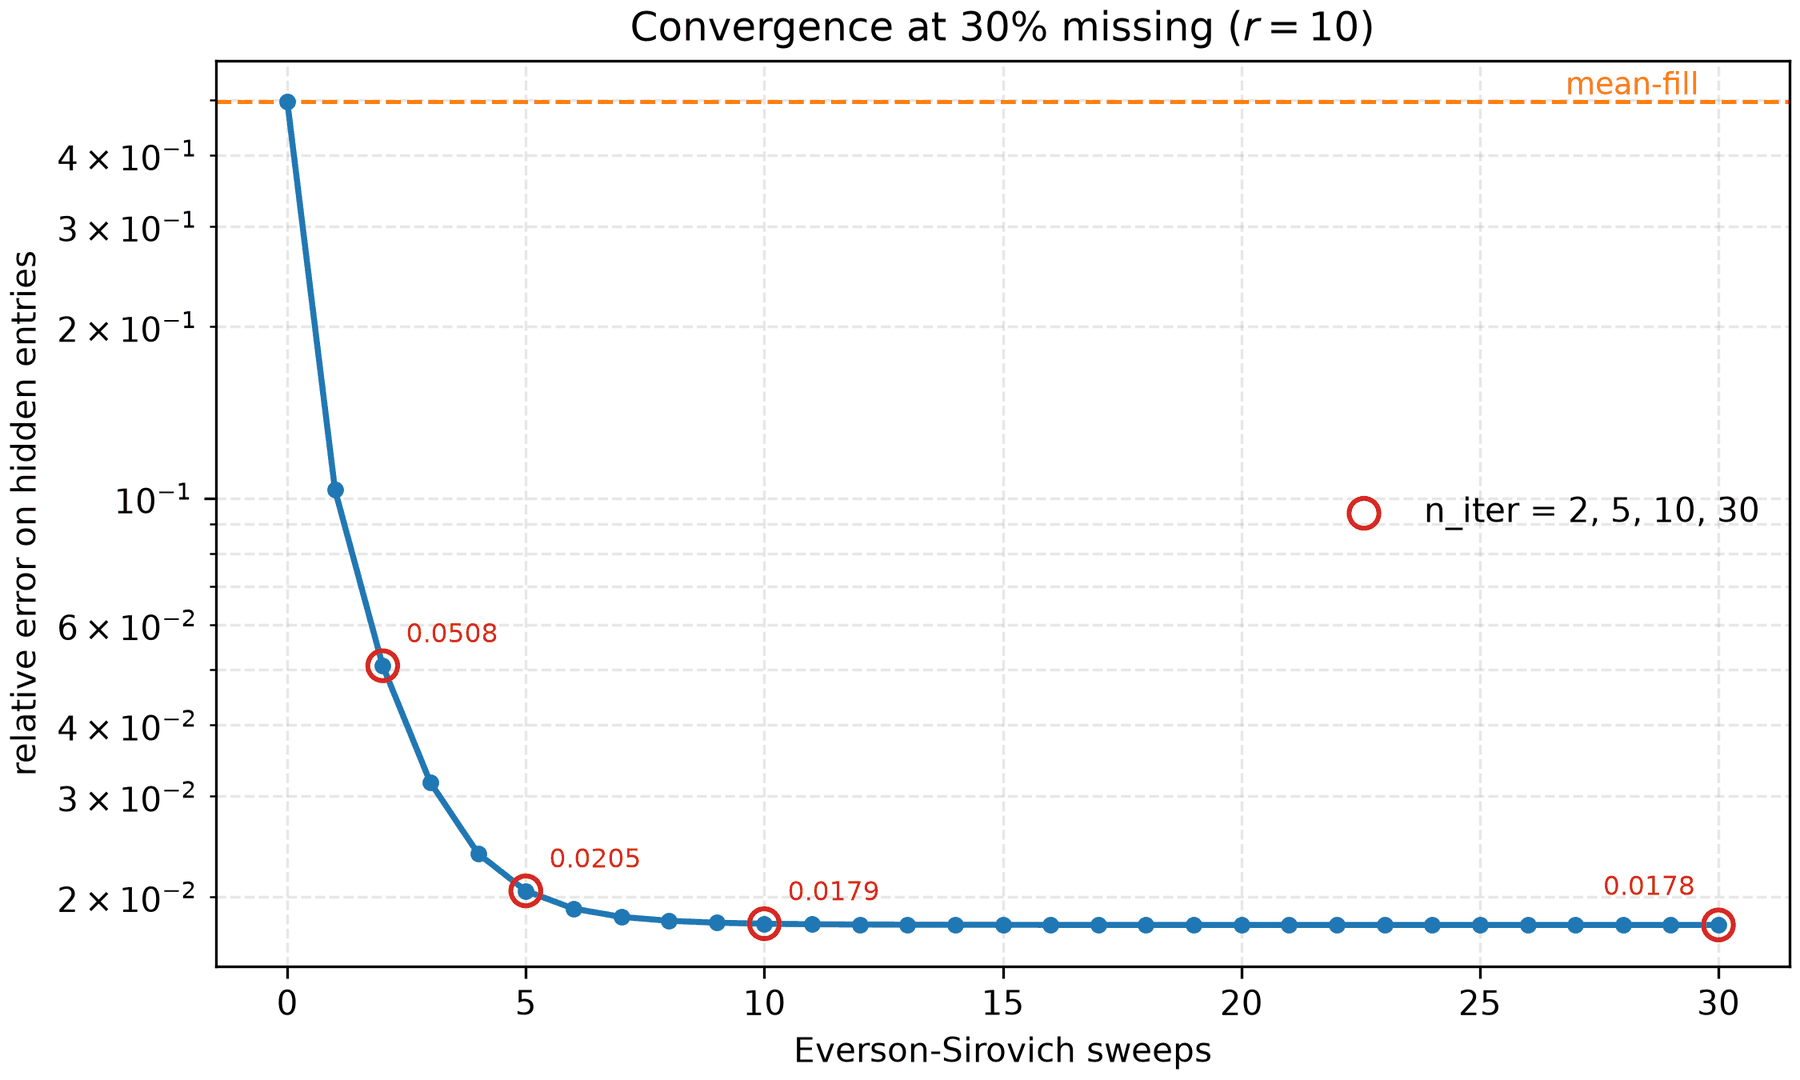 Convergence at 30% missing (r = 10)
mean-fill
4 × 10⁻¹
3 × 10⁻¹
2 × 10⁻¹
10⁻¹
6 × 10⁻²
4 × 10⁻²
3 × 10⁻²
2 × 10⁻²
relative error on hidden entries
n_iter = 2, 5, 10, 30
0.0508
0.0205
0.0179
0.0178
0 5 10 15 20 25 30
Everson-Sirovich sweeps